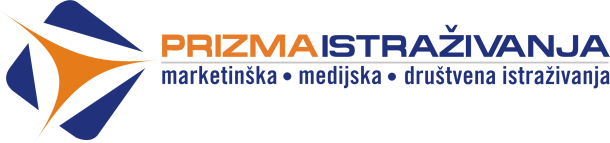 PRIZMAISTRAŽIVANJA
marketinška • medijska • društvena istraživanja